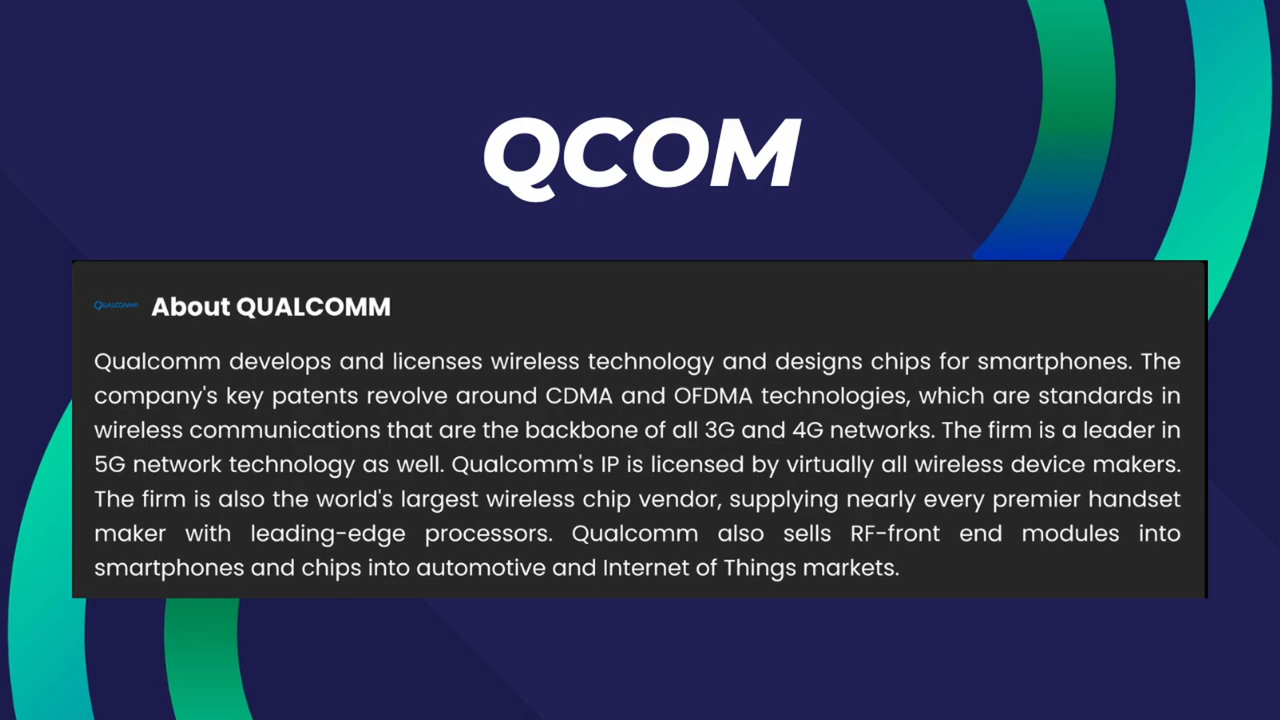 QCOM
QUALCOMM About QUALCOMM
Qualcomm develops and licenses wireless technology and designs chips for smartphones. The
company's key patents revolve around CDMA and OFDMA technologies, which are standards in
wireless communications that are the backbone of all 3G and 4G networks. The firm is a leader in
5G network technology as well. Qualcomm's IP is licensed by virtually all wireless device makers.
The firm is also the world's largest wireless chip vendor, supplying nearly every premier handset
maker with leading-edge processors. Qualcomm also sells RF-front end modules into
smartphones and chips into automotive and Internet of Things markets.